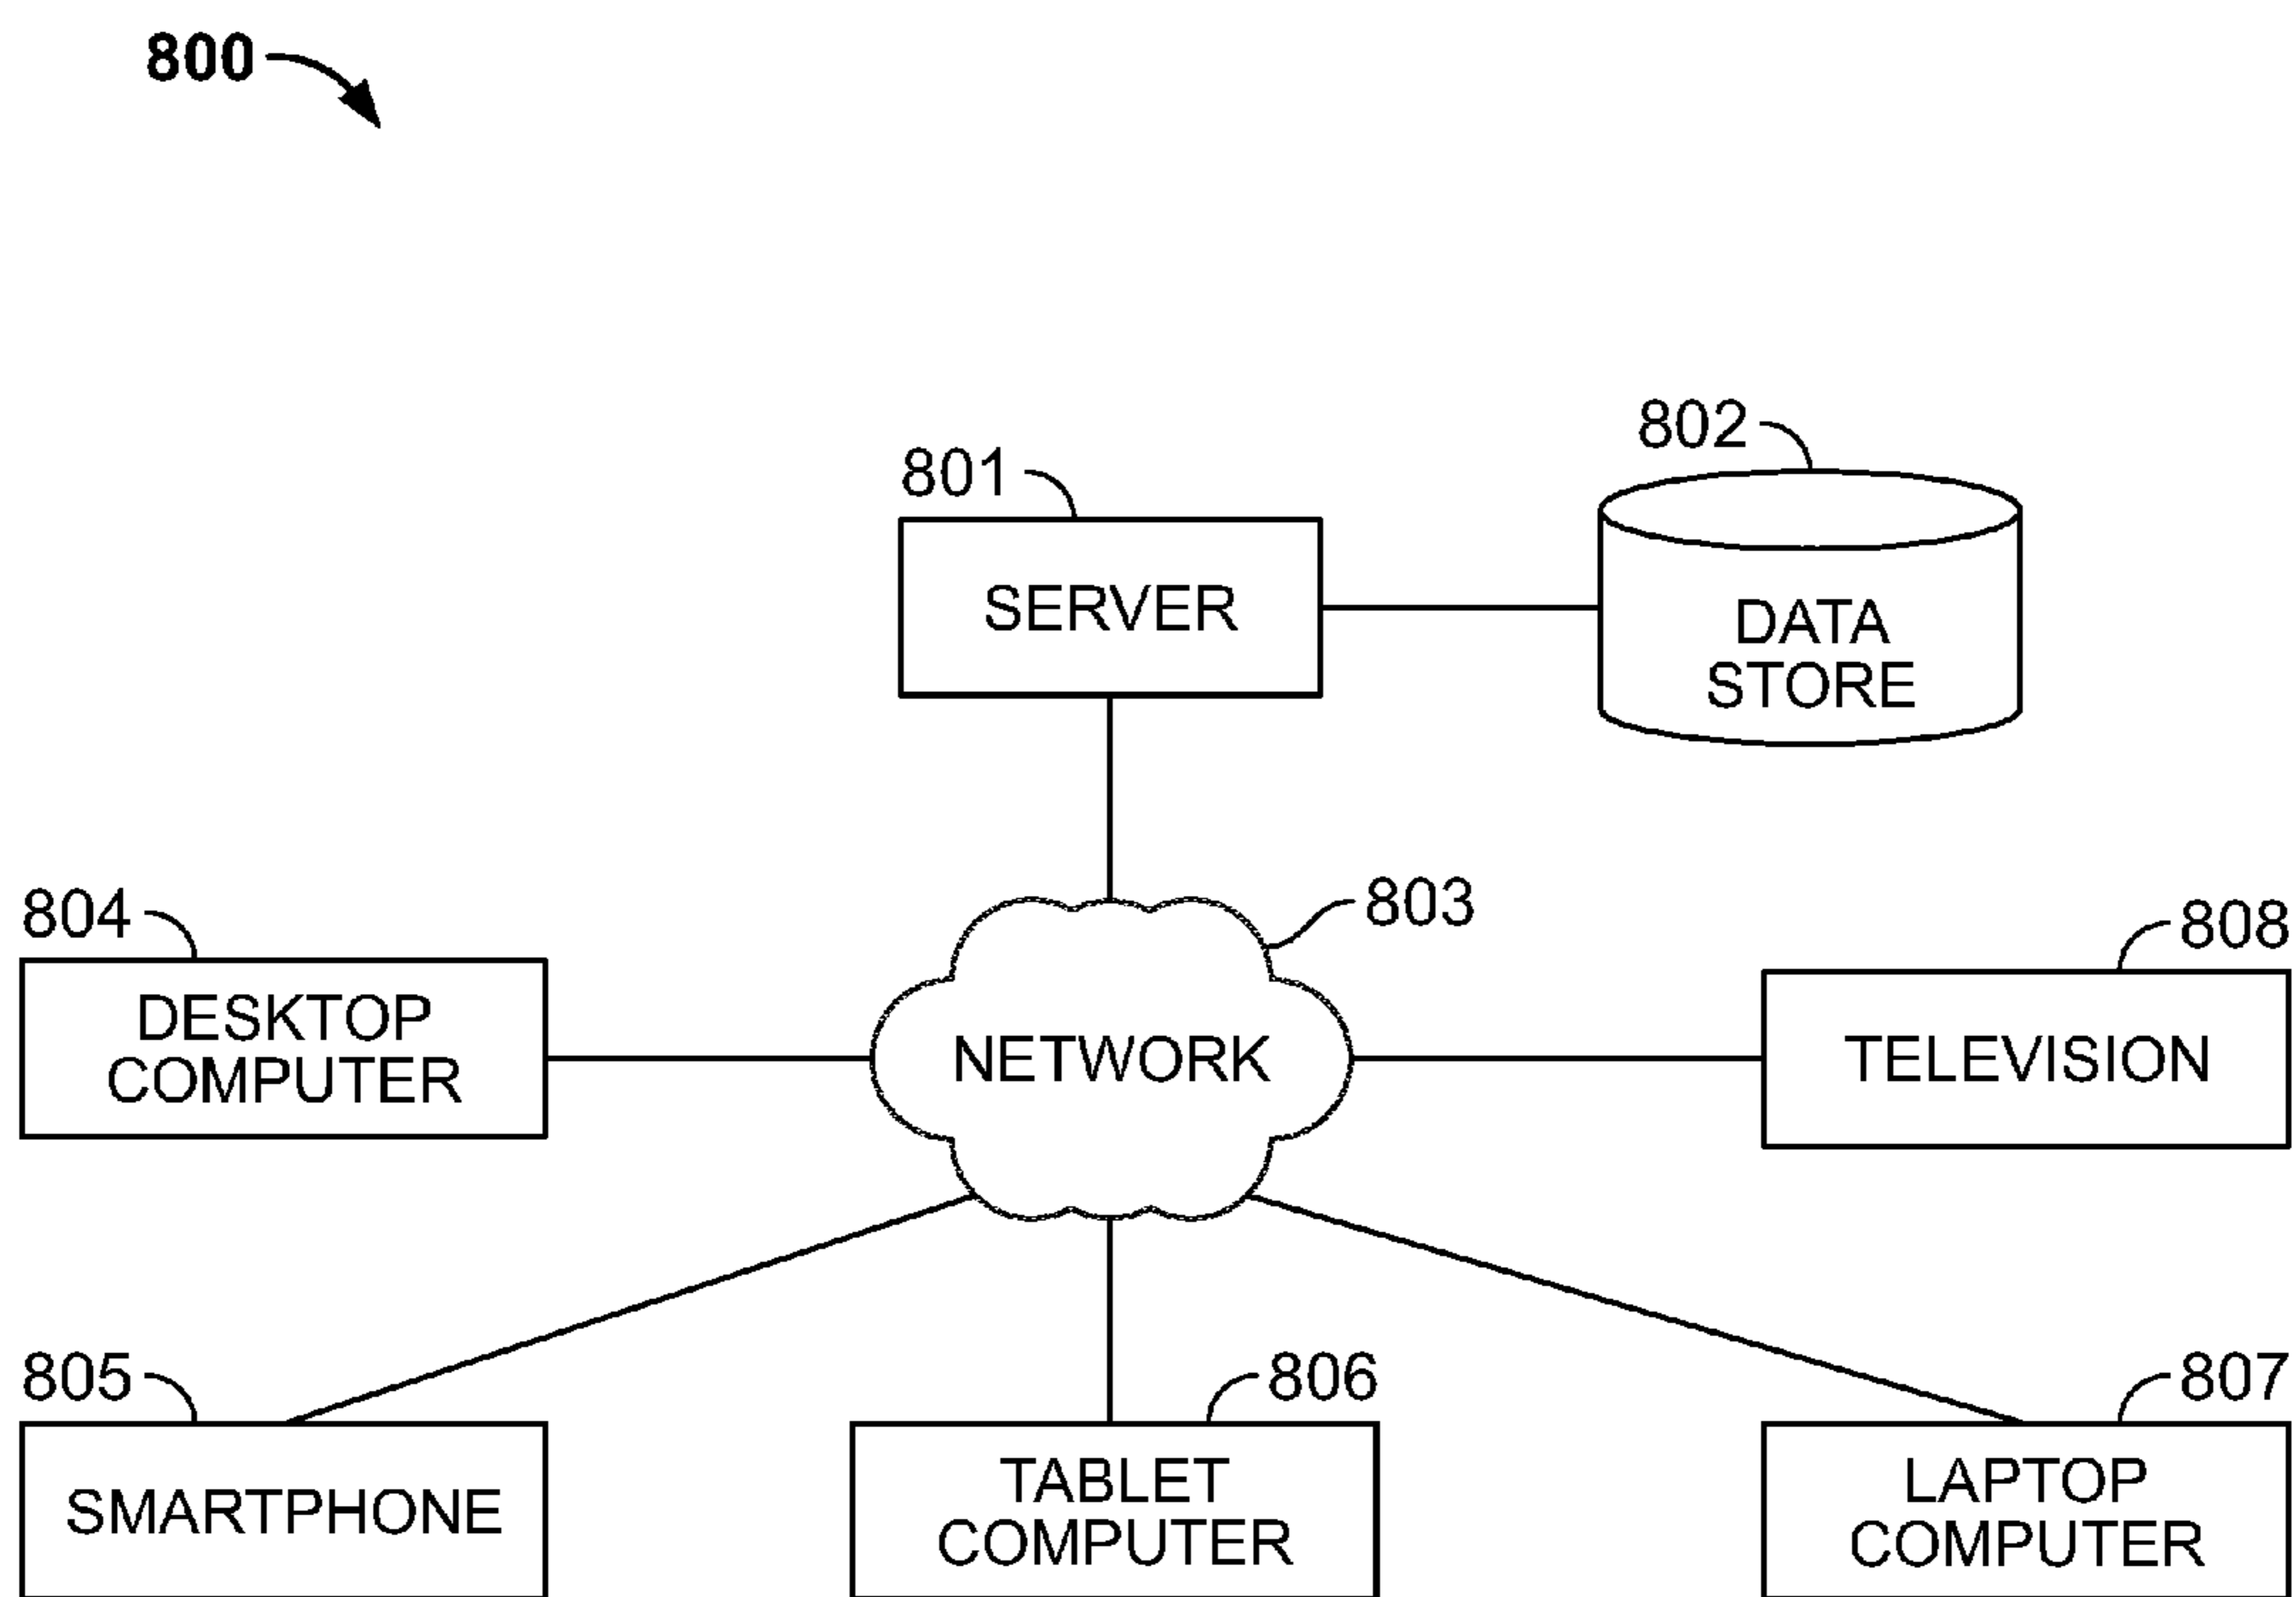 800
802
801
SERVER
DATA
STORE
803
804
808
DESKTOP
COMPUTER
NETWORK
TELEVISION
805
806
807
SMARTPHONE
TABLET
COMPUTER
LAPTOP
COMPUTER